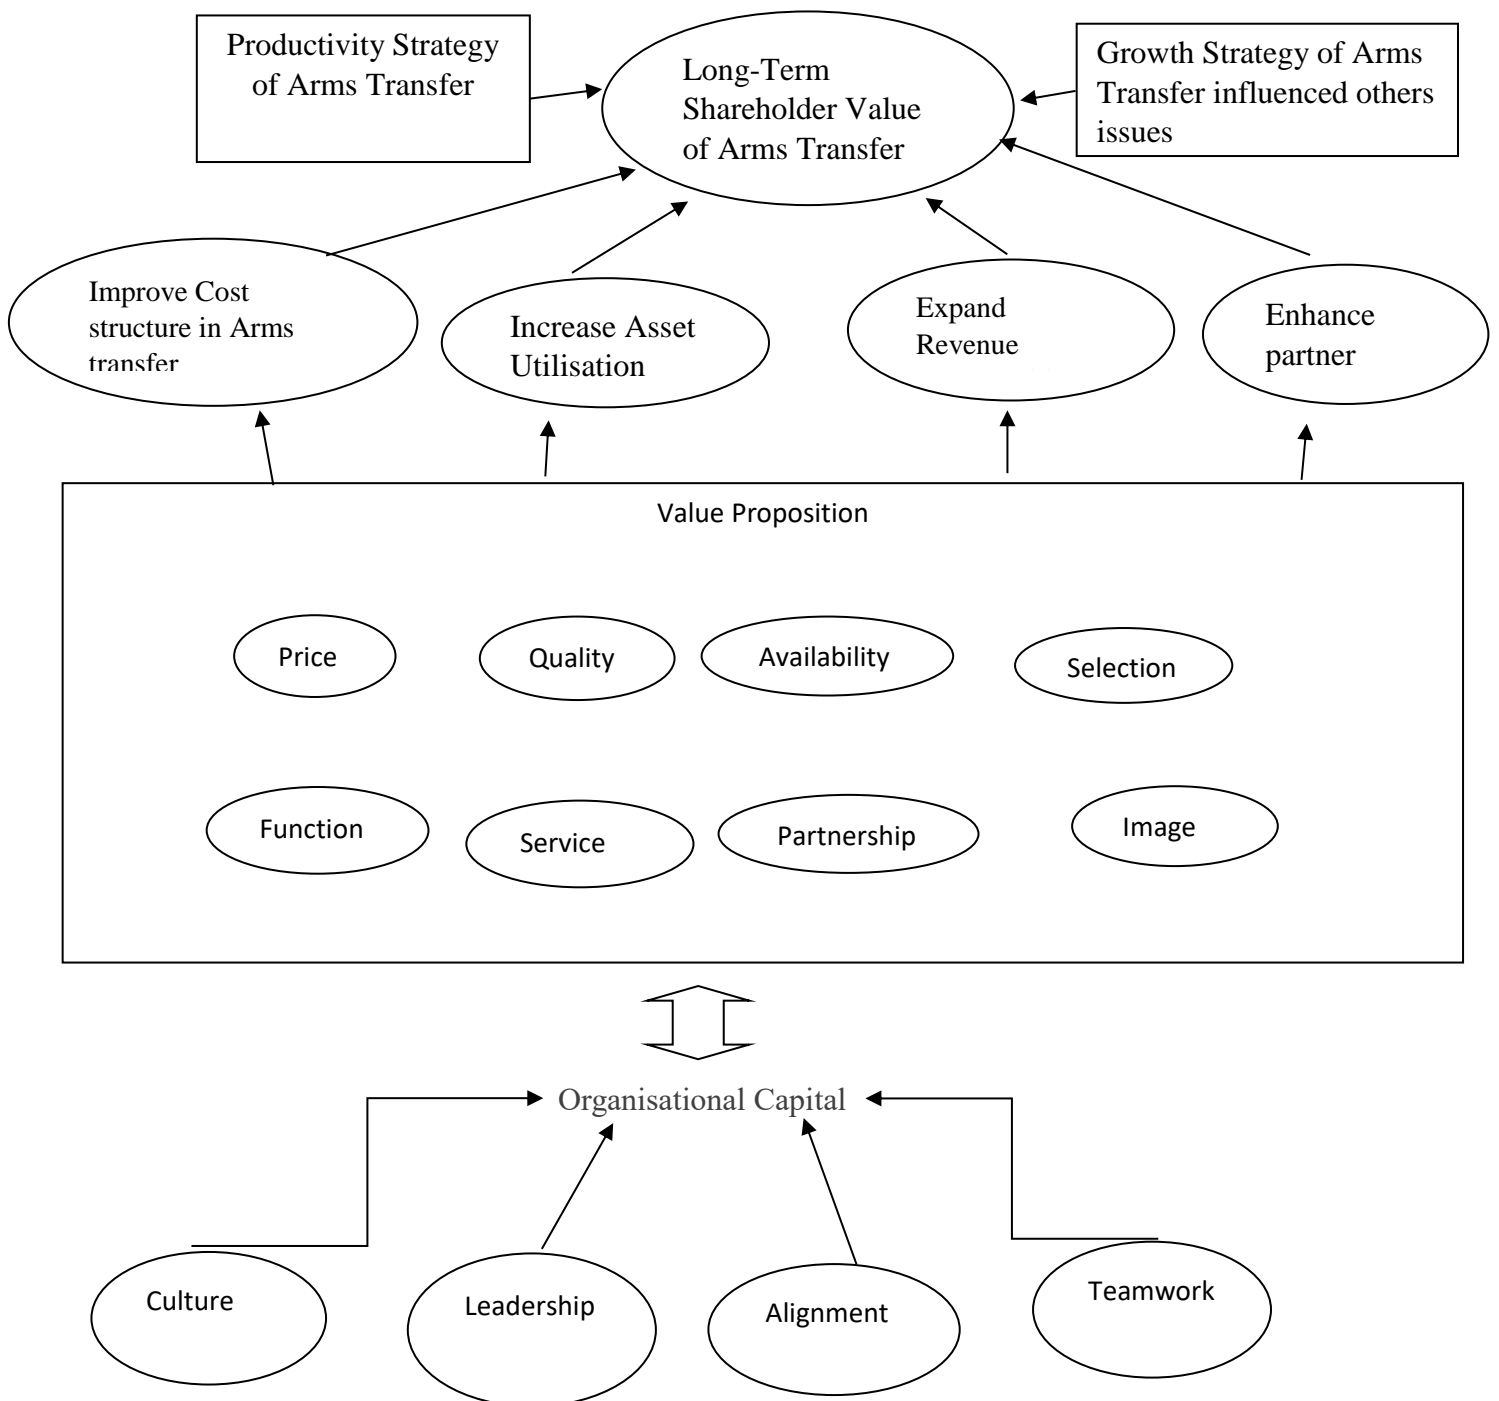 Productivity Strategy
of Arms Transfer
Long-Term
Shareholder Value
of Arms Transfer
Growth Strategy of Arms
Transfer influenced others
issues
Improve Cost
structure in Arms
transfer
Increase Asset
Utilisation
Expand
Revenue
Enhance
partner
Value Proposition
Price
Quality
Availability
Selection
Function
Service
Partnership
Image
Organisational Capital
Culture
Leadership
Alignment
Teamwork